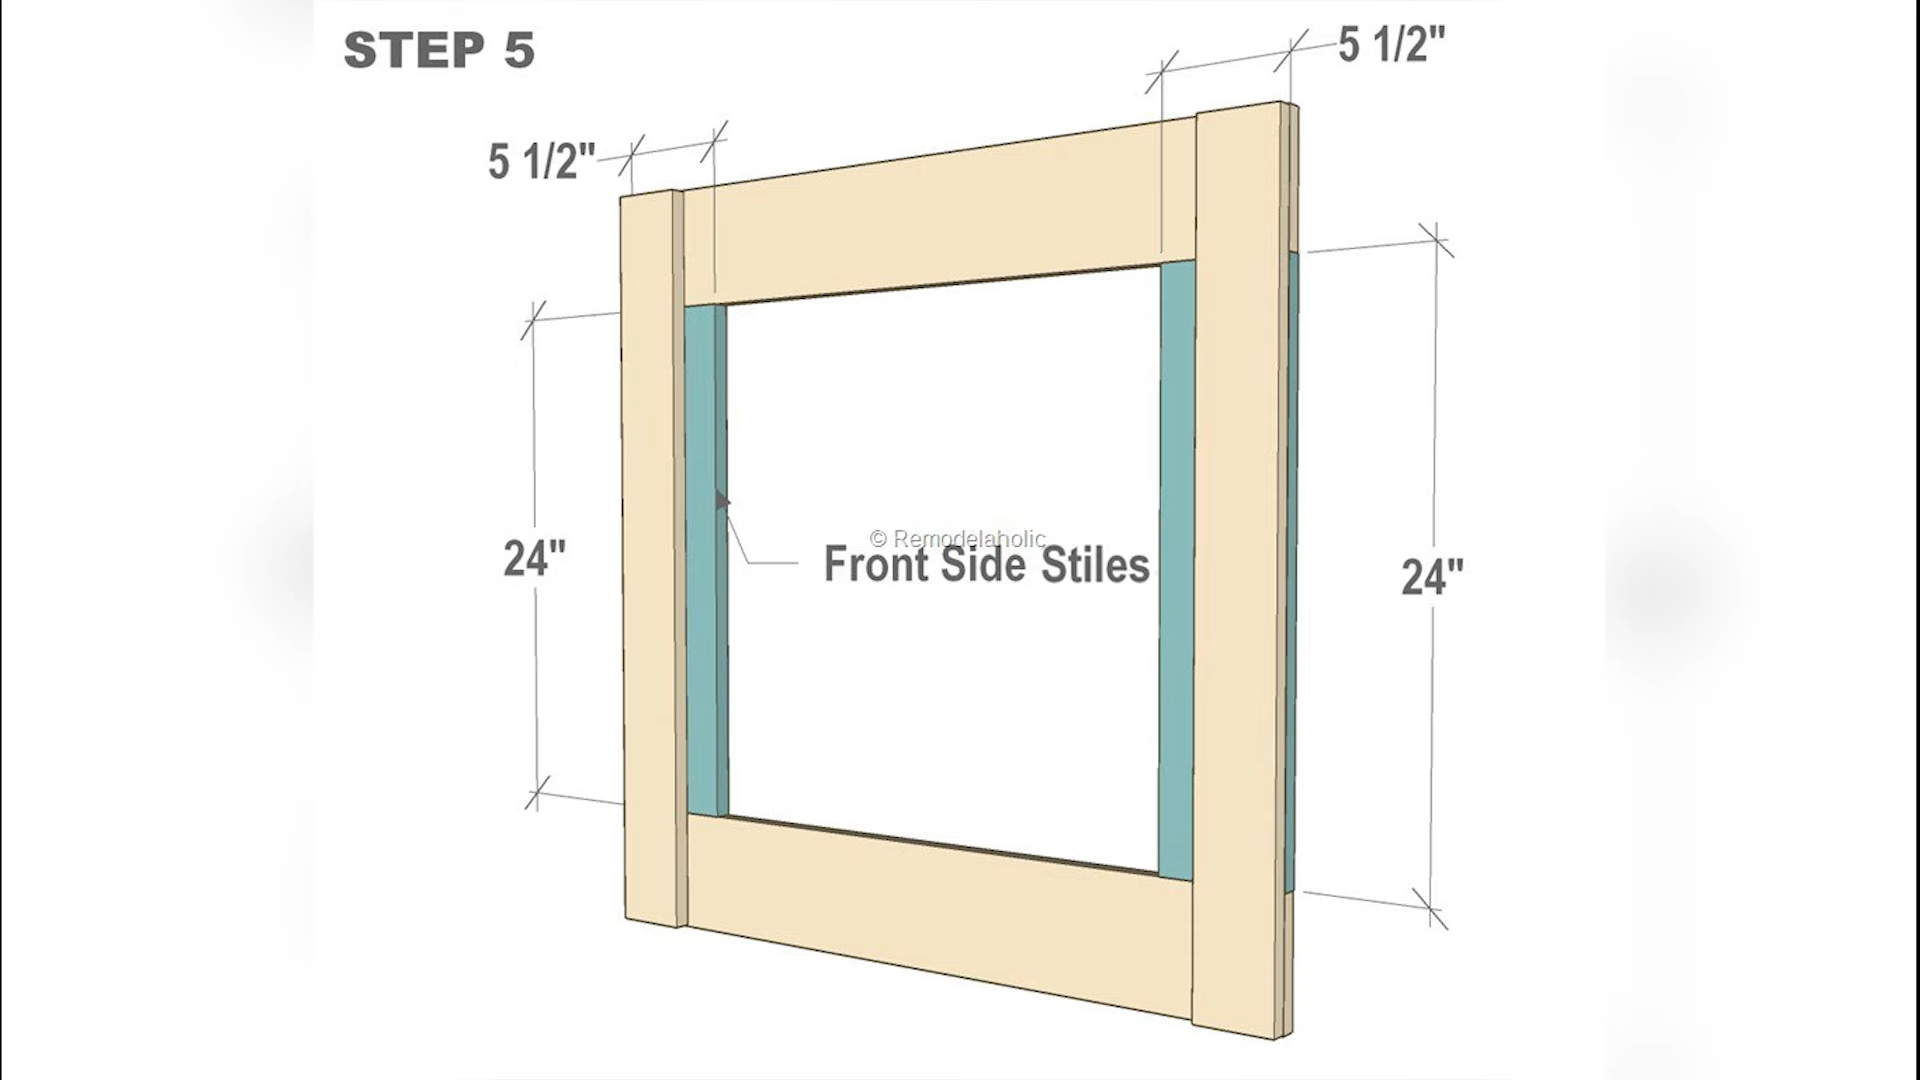 STEP 5
5 1/2"
5 1/2"
24"
© Remodelaholic
Front Side Stiles
24"